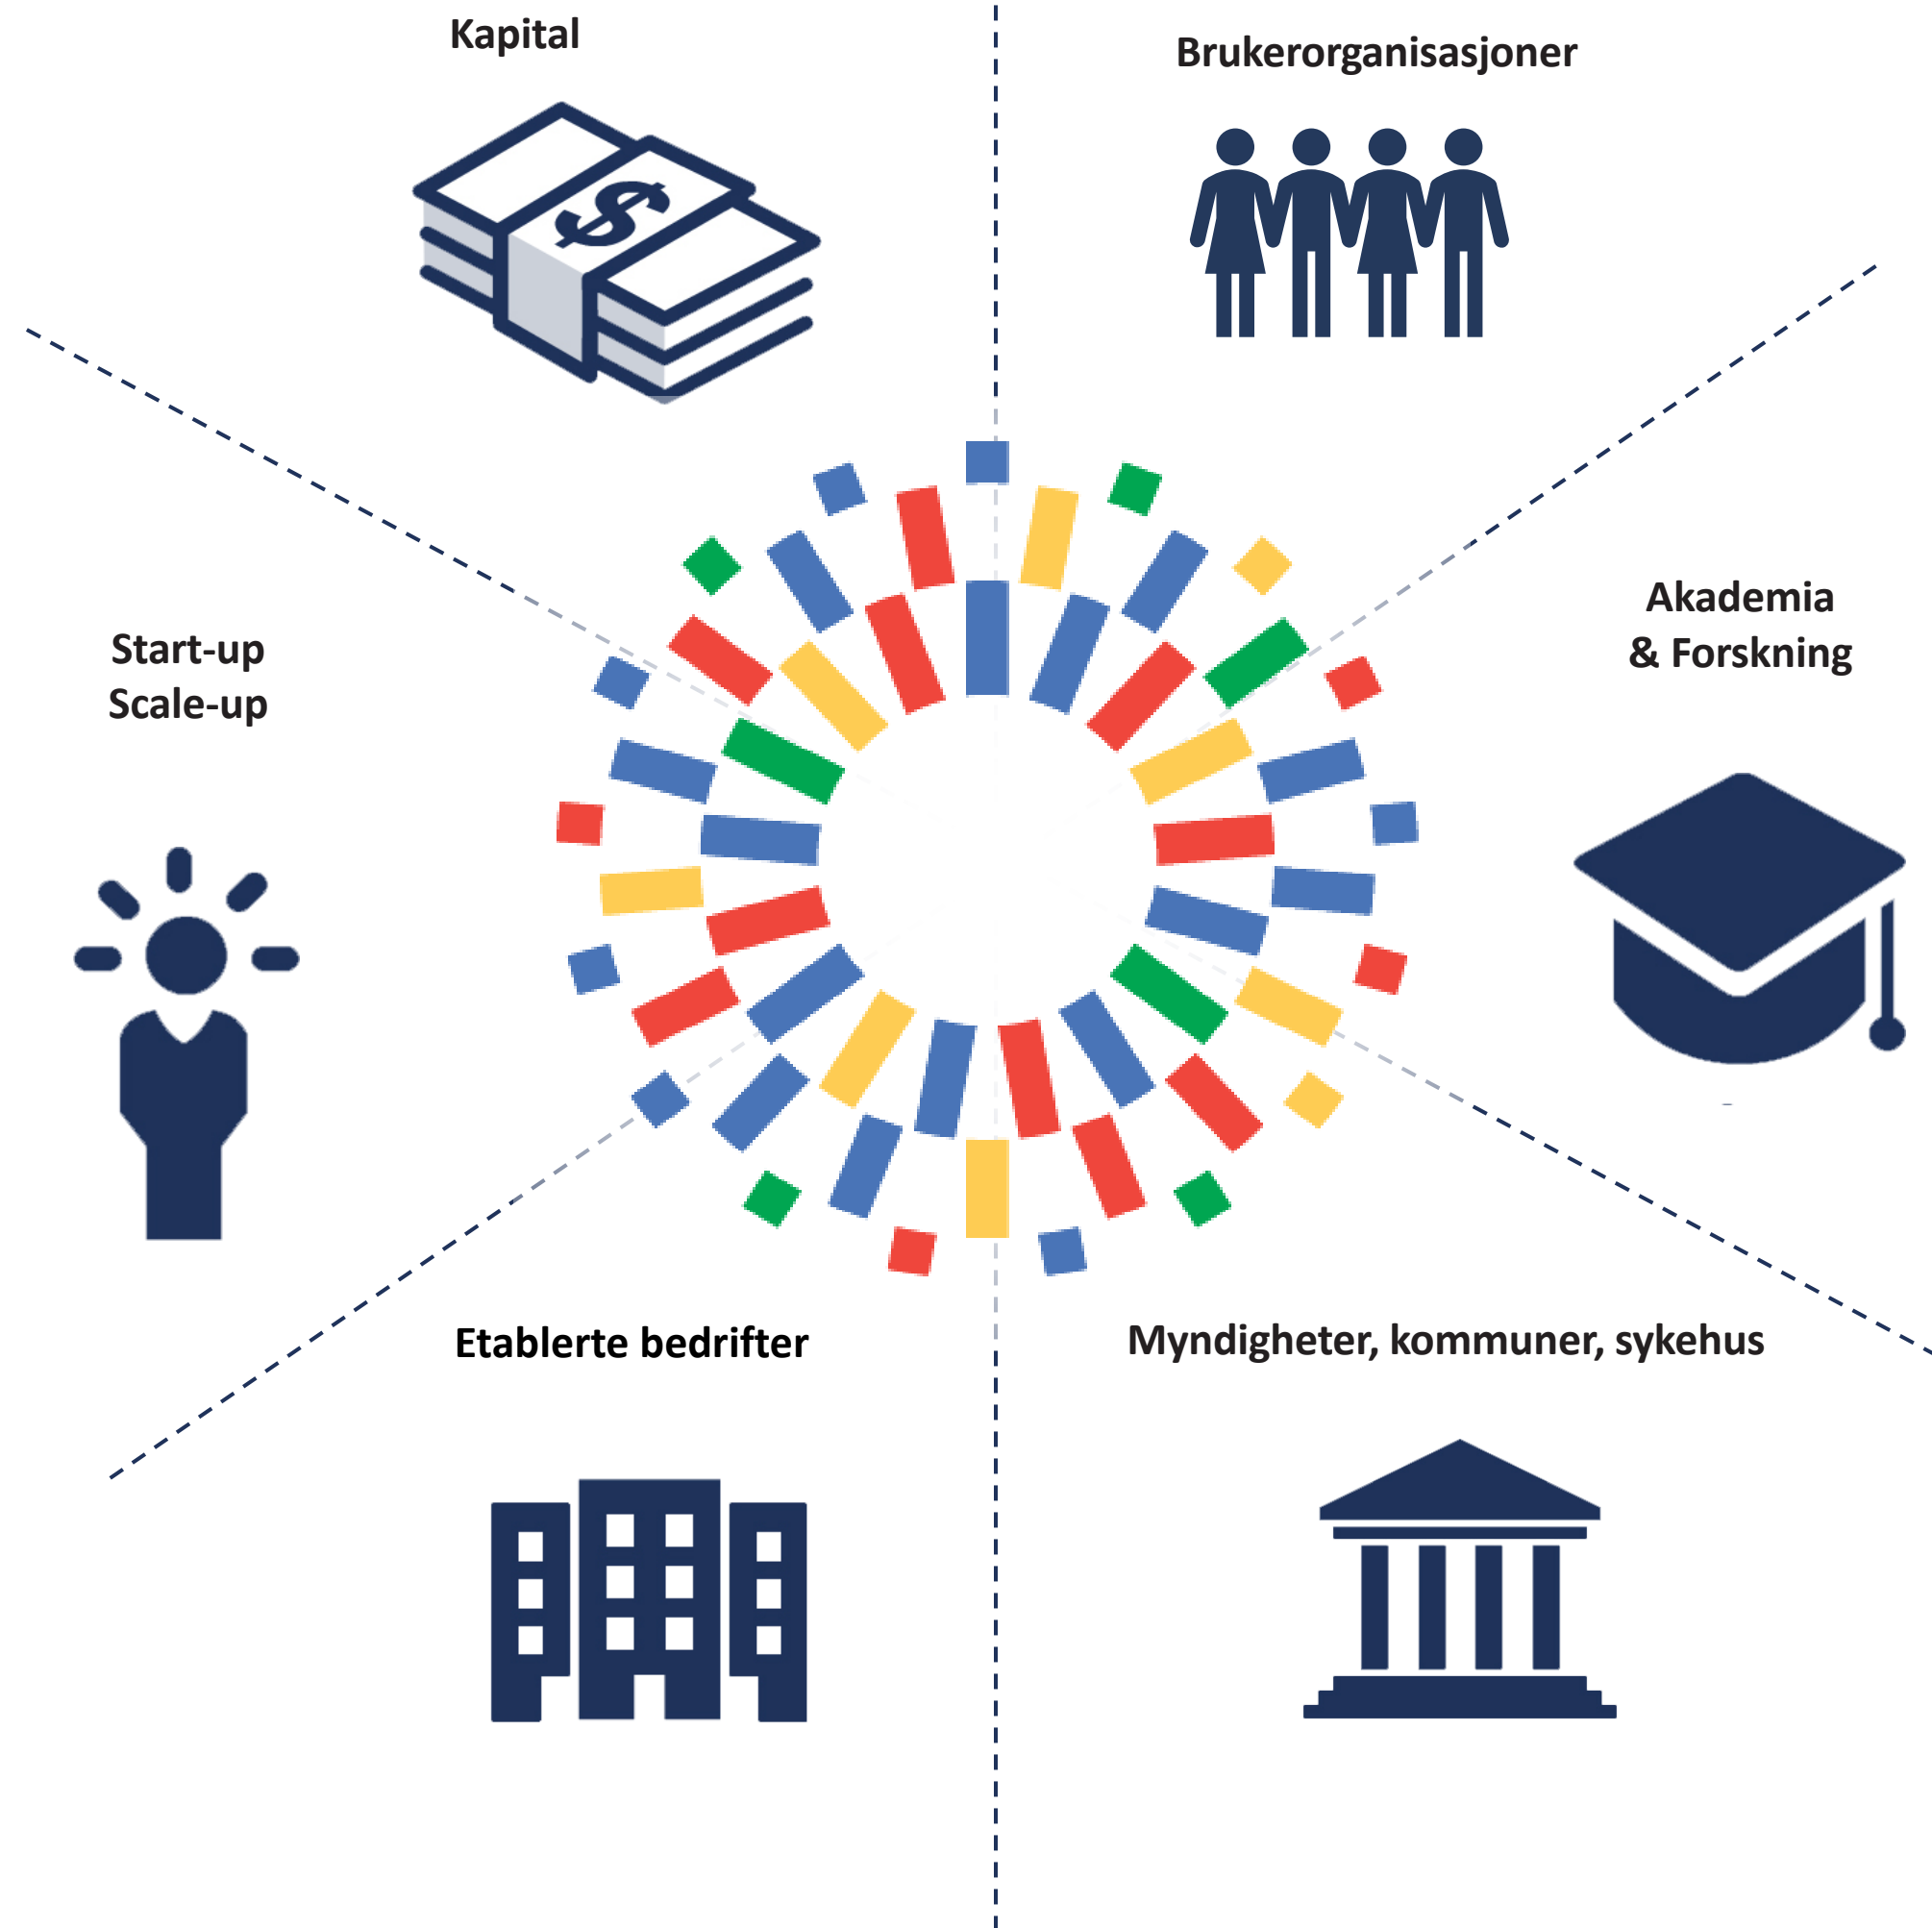 Kapital
Brukerorganisasjoner
Akademia
& Forskning
Start-up
Scale-up
Etablerte bedrifter
Myndigheter, kommuner, sykehus
$